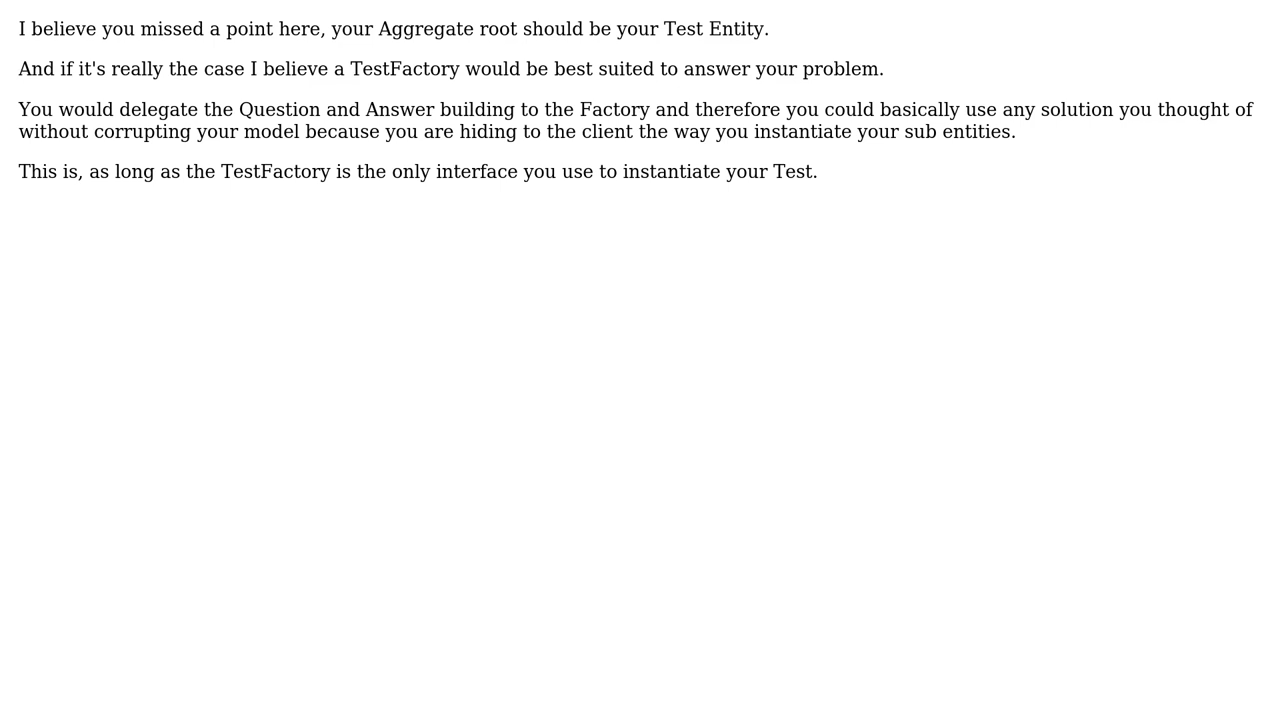 I believe you missed a point here, your Aggregate root should be your Test Entity.
And if it's really the case I believe a TestFactory would be best suited to answer your problem.
You would delegate the Question and Answer building to the Factory and therefore you could basically use any solution you thought of
without corrupting your model because you are hiding to the client the way you instantiate your sub entities.
This is, as long as the TestFactory is the only interface you use to instantiate your Test.